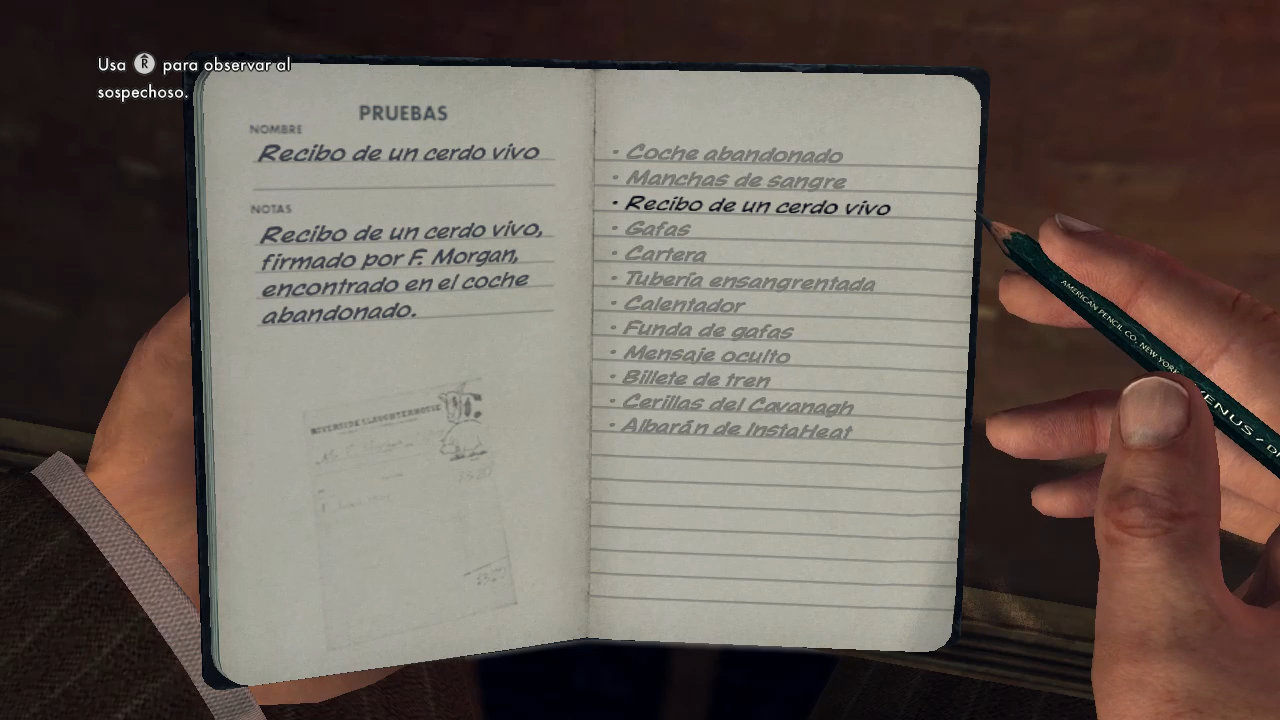 Usa R para observar al
sospechoso.
PRUEBAS
NOMBRE
Recibo de un cerdo vivo
NOTAS
Recibo de un cerdo vivo,
firmado por F. Morgan,
encontrado en el coche
abandonado.
RIVERSIDE SLAUGHTERHOUSE
· Coche abandonado
· Manchas de sangre
· Recibo de un cerdo vivo
· Gafas
· Cartera
· Tubería ensangrentada
· Calentador
· Funda de gafas
· Mensaje oculto
· Billete de tren
· Cerillas del Cavanagh
· Albarán de InstaHeat
AMERICAN PENCIL CO, NEW YORK
VENUS